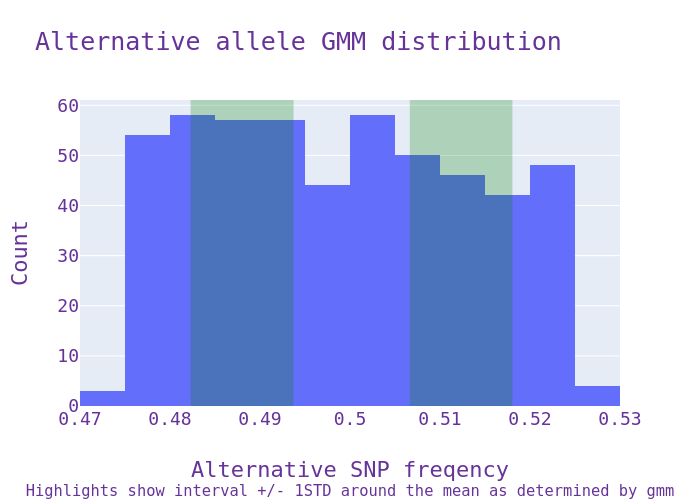 Alternative allele GMM distribution
60
50
40
30
20
10
0
Count
0.47 0.48 0.49 0.5 0.51 0.52 0.53
Alternative SNP freqency
Highlights show interval +/- 1STD around the mean as determined by gmm